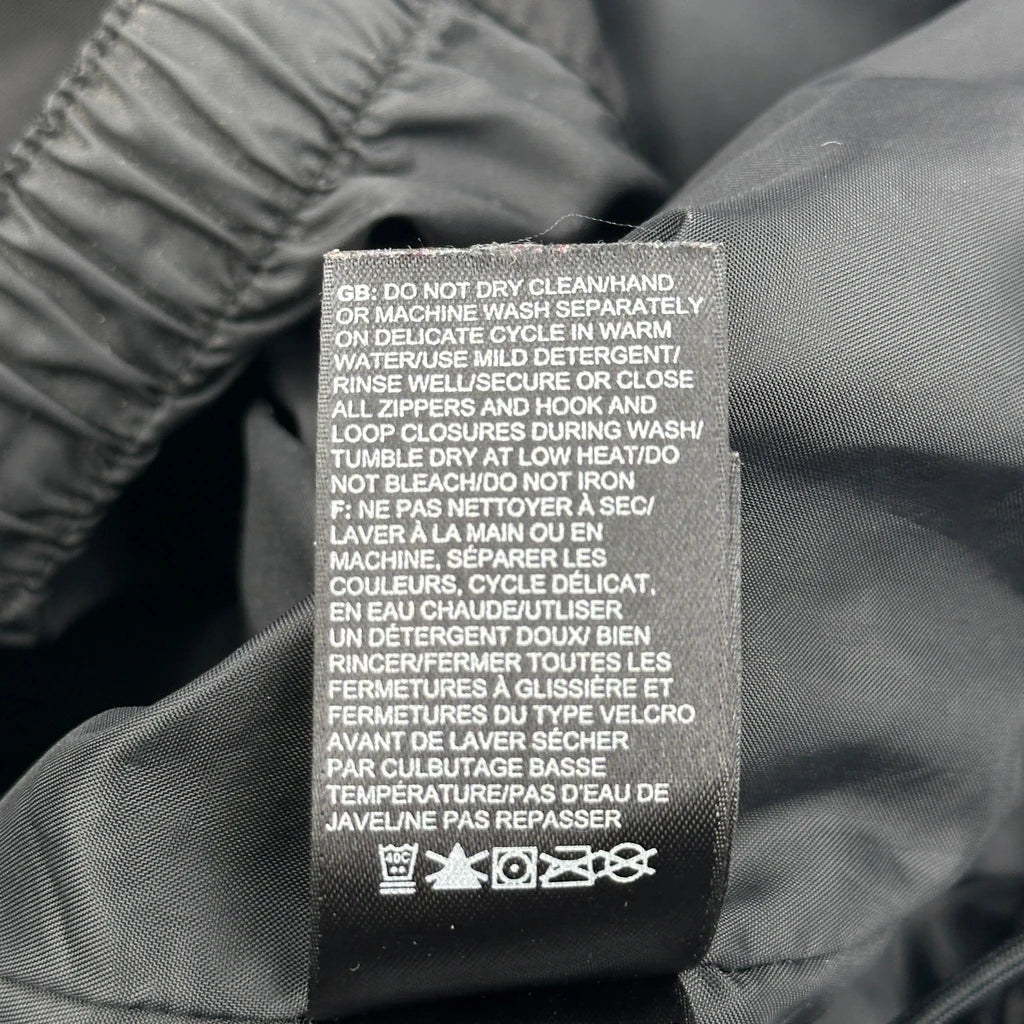 GB: DO NOT DRY CLEAN/HAND
OR MACHINE WASH SEPARATELY
ON DELICATE CYCLE IN WARM
WATER/USE MILD DETERGENT/
RINSE WELL/SECURE OR CLOSE
ALL ZIPPERS AND HOOK AND
LOOP CLOSURES DURING WASH/
TUMBLE DRY AT LOW HEAT/DO
NOT BLEACH/DO NOT IRON
F: NE PAS NETTOYER À SEC/
LAVER À LA MAIN OU EN
MACHINE, SÉPARER LES
COULEURS, CYCLE DÉLICAT,
EN EAU CHAUDE/UTLISER
UN DÉTERGENT DOUX/ BIEN
RINCER/FERMER TOUTES LES
FERMETURES À GLISSIÈRE ET
FERMETURES DU TYPE VELCRO
AVANT DE LAVER SÉCHER
PAR CULBUTAGE BASSE
TEMPÉRATURE/PAS D'EAU DE
JAVEL/NE PAS REPASSER
40C